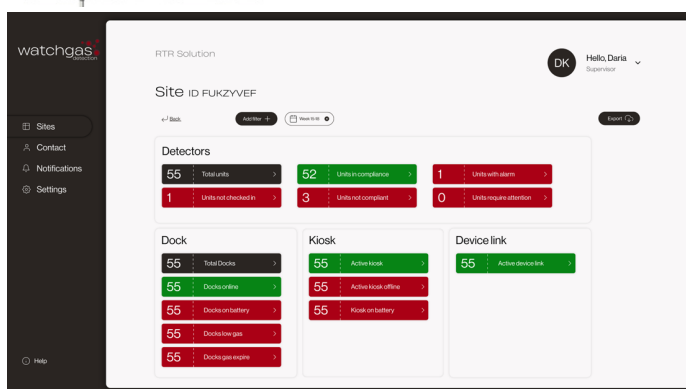 watchgas
detection
RTR Solution
DK
Hello, Daria
Supervisor
Site ID FUKZYVEF
Back
Add filter +
Week 15-16
Export
Sites
Contact
Notifications
Settings
Help
Detectors
55 Total units
52 Units in compliance
1 Units with alarm
1 Units not checked in
3 Units not compliant
0 Units require attention
Dock
55 Total Docks
55 Docks online
55 Docks on battery
55 Docks low gas
55 Docks gas expire
Kiosk
55 Active kiosk
55 Active kiosk offline
55 Kiosk on battery
Device link
55 Active device link